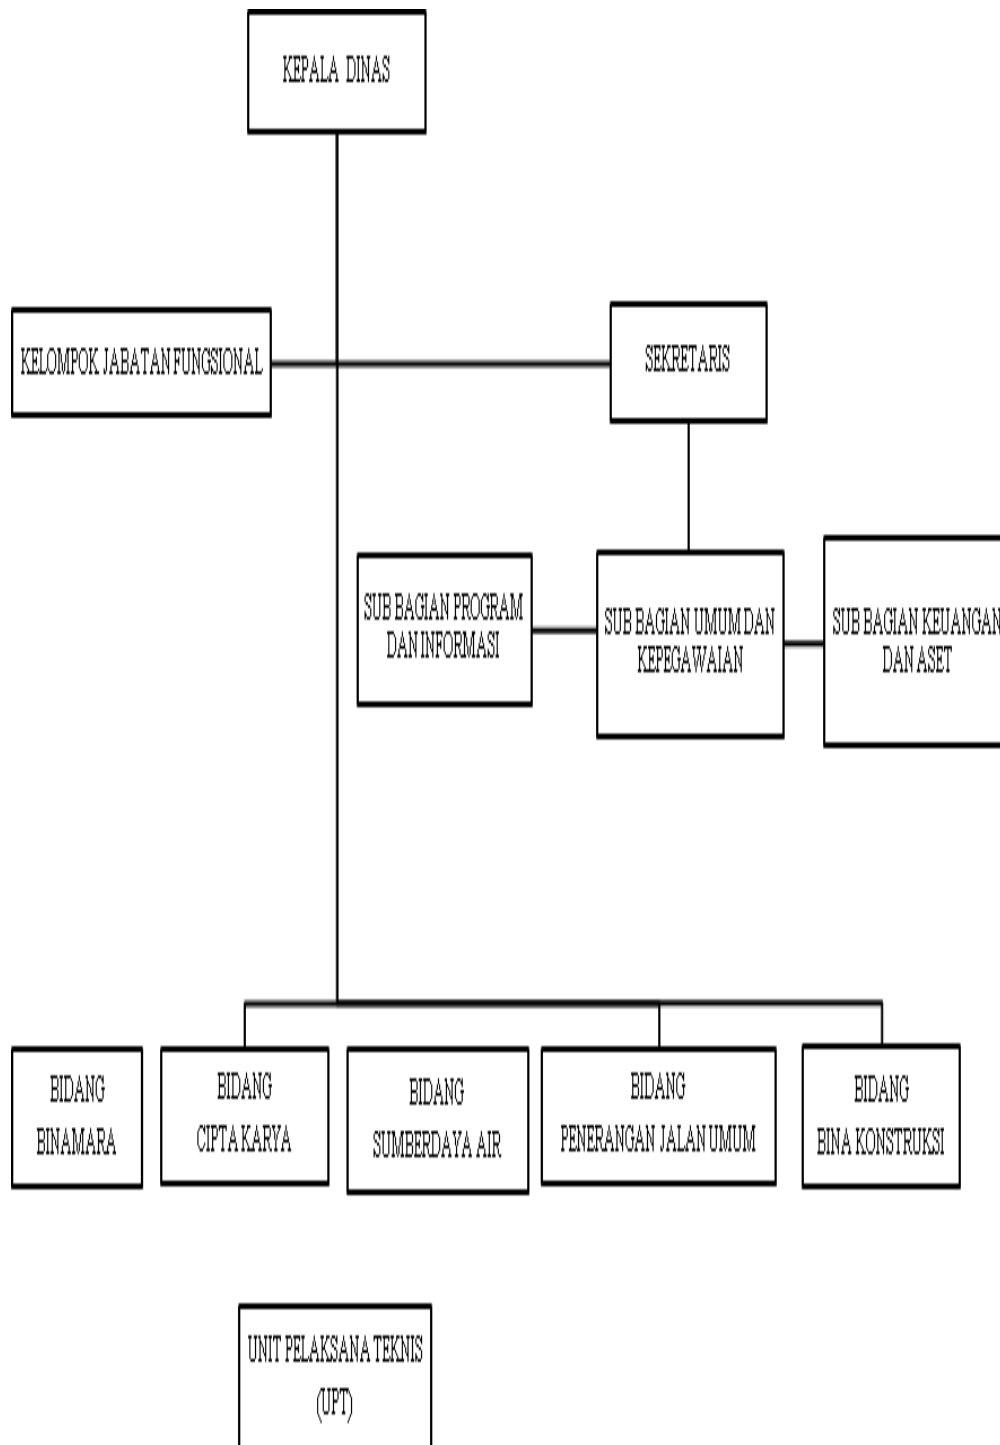 KEPALA DINAS
KELOMPOK JABATAN FUNGSIONAL
SEKRETARIS
SUB BAGIAN PROGRAM
DAN INFORMASI
SUB BAGIAN UMUM DAN
KEPEGAWAIAN
SUB BAGIAN KEUANGAN
DAN ASET
BIDANG
BINAMARA
BIDANG
CIPTA KARYA
BIDANG
SUMBERDAYA AIR
BIDANG
PENERANGAN JALAN UMUM
BIDANG
BINA KONSTRUKSI
UNIT PELAKSANA TEKNIS
(UPT)